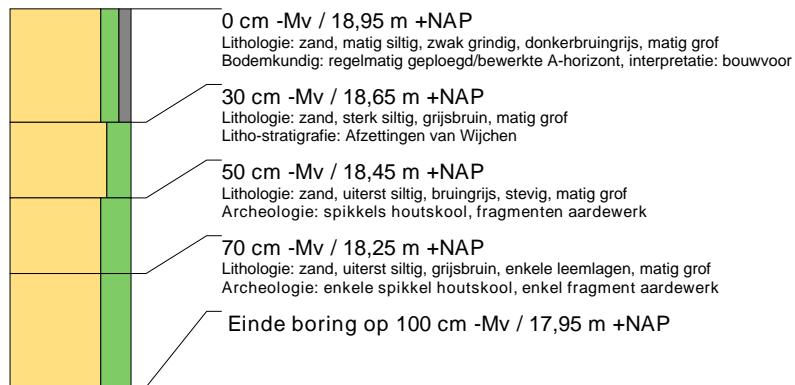 0 cm -Mv / 18,95 m +NAP
Lithologie: zand, matig siltig, zwak grindig, donkerbruingrijs, matig grof
Bodemkundig: regelmatig geploegd/bewerkte A-horizont, interpretatie: bouwvoor
30 cm -Mv / 18,65 m +NAP
Lithologie: zand, sterk siltig, grijsbruin, matig grof
Litho-stratigrafie: Afzettingen van Wijchen
50 cm -Mv / 18,45 m +NAP
Lithologie: zand, uiterst siltig, bruingrijs, stevig, matig grof
Archeologie: spikkels houtskool, fragmenten aardewerk
70 cm -Mv / 18,25 m +NAP
Lithologie: zand, uiterst siltig, grijsbruin, enkele leemlagen, matig grof
Archeologie: enkele spikkel houtskool, enkel fragment aardewerk
Einde boring op 100 cm -Mv / 17,95 m +NAP